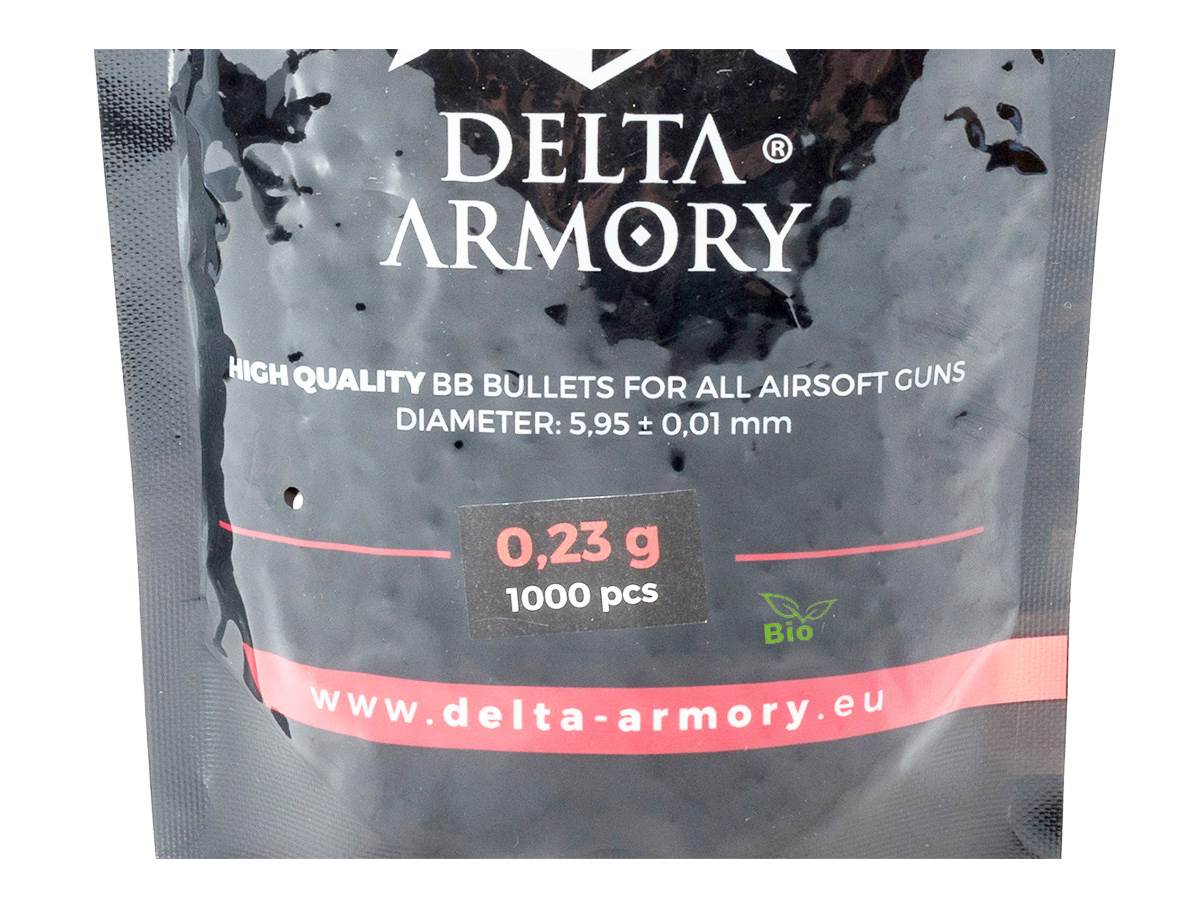 DELTA ®
ARMORY
HIGH QUALITY BB BULLETS FOR ALL AIRSOFT GUNS
DIAMETER: 5,95 ± 0,01 mm
0,23 g
1000 pcs
Bio
www.delta-armory.eu